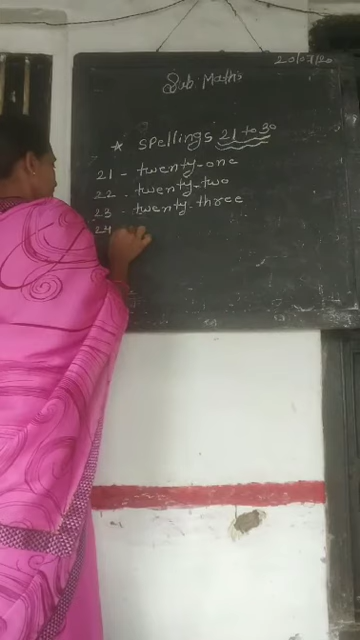 20/07/20
Sub Maths
* Spellings 21 to 30
21 - twenty-one
22 - twenty-two
23 - twenty-three
24